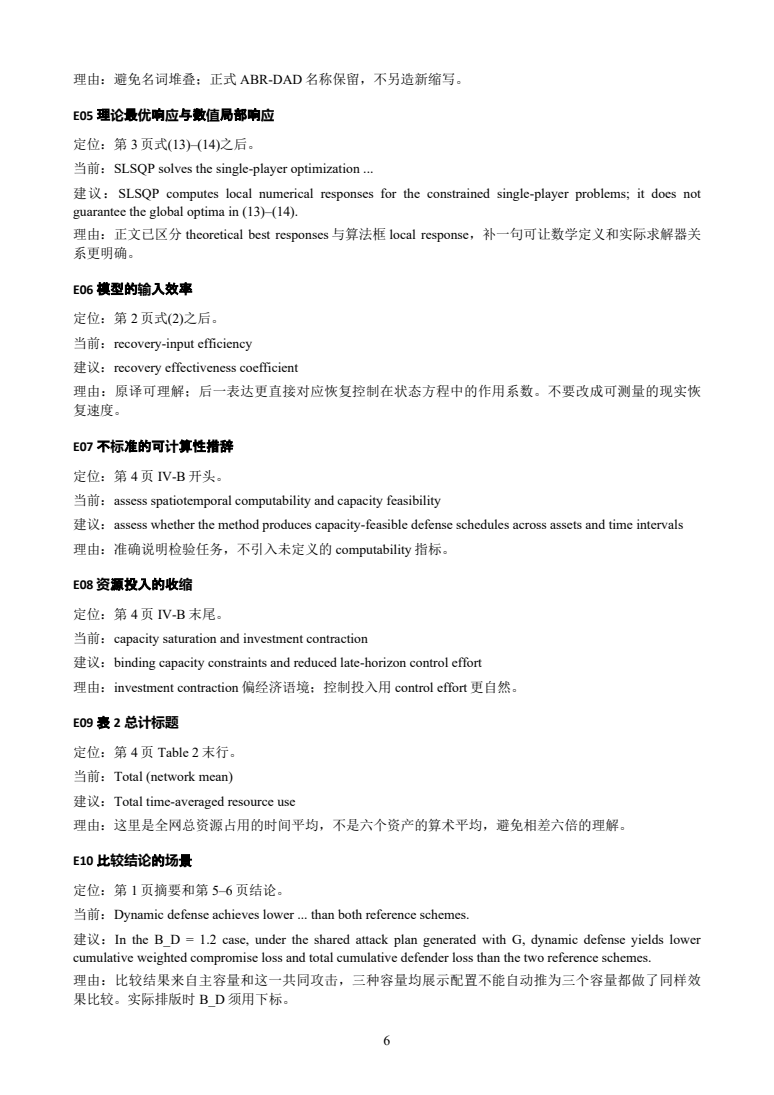 理由：避免名词堆叠；正式 ABR-DAD 名称保留，不另造新缩写。
E05 理论最优响应与数值局部响应
定位：第 3 页式(13)–(14)之后。
当前：SLSQP solves the single-player optimization ...
建议：SLSQP computes local numerical responses for the constrained single-player problems; it does not
guarantee the global optima in (13)–(14).
理由：正文已区分 theoretical best responses 与算法框 local response，补一句可让数学定义和实际求解器关
系更明确。
E06 模型的输入效率
定位：第 2 页式(2)之后。
当前：recovery-input efficiency
建议：recovery effectiveness coefficient
理由：原译可理解；后一表达更直接对应恢复控制在状态方程中的作用系数。不要改成可测量的现实恢
复速度。
E07 不标准的可计算性措辞
定位：第 4 页 IV-B 开头。
当前：assess spatiotemporal computability and capacity feasibility
建议：assess whether the method produces capacity-feasible defense schedules across assets and time intervals
理由：准确说明检验任务，不引入未定义的 computability 指标。
E08 资源投入的收缩
定位：第 4 页 IV-B 末尾。
当前：capacity saturation and investment contraction
建议：binding capacity constraints and reduced late-horizon control effort
理由：investment contraction 偏经济语境；控制投入用 control effort 更自然。
E09 表 2 总计标题
定位：第 4 页 Table 2 末行。
当前：Total (network mean)
建议：Total time-averaged resource use
理由：这里是全网总资源占用的时间平均，不是六个资产的算术平均，避免相差六倍的理解。
E10 比较结论的场景
定位：第 1 页摘要和第 5–6 页结论。
当前：Dynamic defense achieves lower ... than both reference schemes.
建议：In the B_D = 1.2 case, under the shared attack plan generated with G, dynamic defense yields lower
cumulative weighted compromise loss and total cumulative defender loss than the two reference schemes.
理由：比较结果来自主容量和这一共同攻击，三种容量均展示配置不能自动推为三个容量都做了同样效
果比较。实际排版时 B_D 须用下标。
6